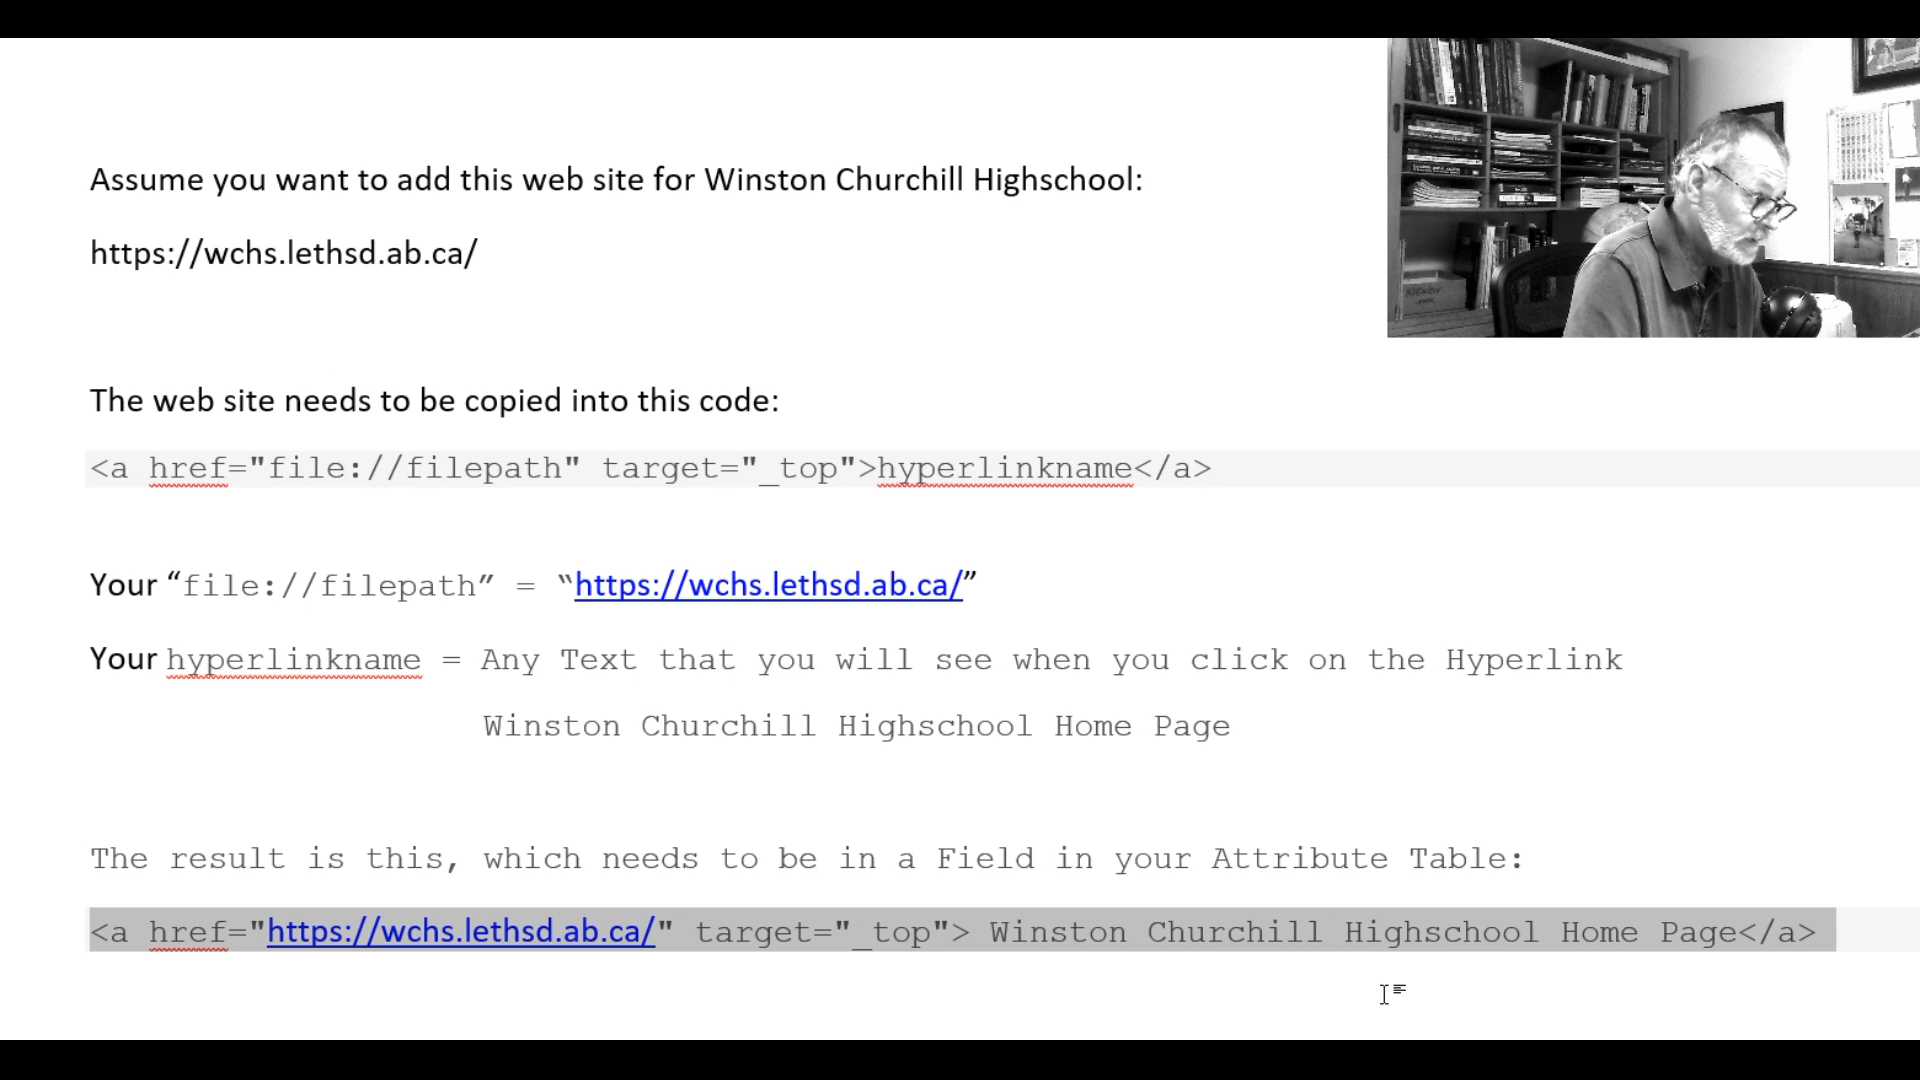 Assume you want to add this web site for Winston Churchill Highschool:
https://wchs.lethsd.ab.ca/
The web site needs to be copied into this code:
<a href="file://filepath" target="_top">hyperlinkname</a>
Your “file://filepath” = “https://wchs.lethsd.ab.ca/”
Your hyperlinkname = Any Text that you will see when you click on the Hyperlink
Winston Churchill Highschool Home Page
The result is this, which needs to be in a Field in your Attribute Table:
<a href="https://wchs.lethsd.ab.ca/" target="_top"> Winston Churchill Highschool Home Page</a>